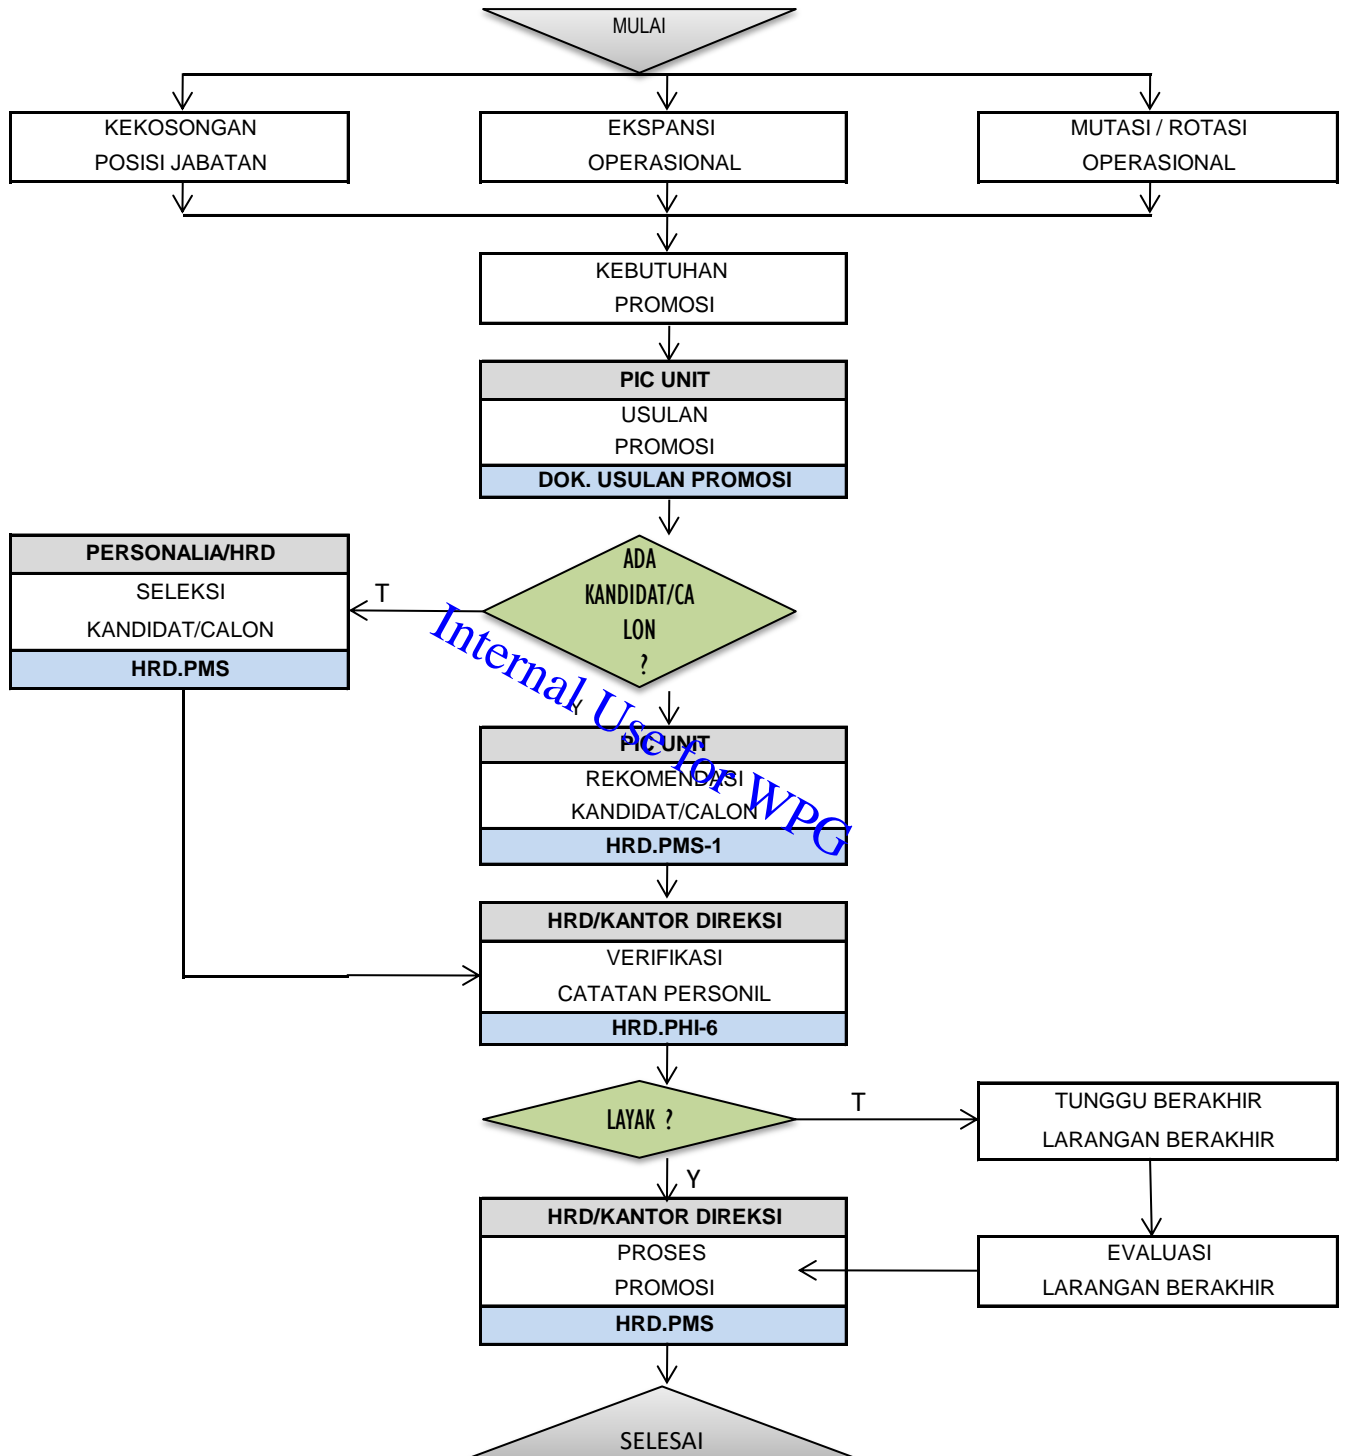 MULAI
KEKOSONGAN
POSISI JABATAN
EKSPANSI
OPERASIONAL
MUTASI / ROTASI
OPERASIONAL
KEBUTUHAN
PROMOSI
PIC UNIT
USULAN
PROMOSI
DOK. USULAN PROMOSI
PERSONALIA/HRD
SELEKSI
KANDIDAT/CALON
HRD.PMS
T
ADA
KANDIDAT/CA
LON
?
Y
Internal Use for WPG
PIC UNIT
REKOMENDASI
KANDIDAT/CALON
HRD.PMS-1
HRD/KANTOR DIREKSI
VERIFIKASI
CATATAN PERSONIL
HRD.PHI-6
LAYAK ?
T
TUNGGU BERAKHIR
LARANGAN BERAKHIR
Y
HRD/KANTOR DIREKSI
PROSES
PROMOSI
HRD.PMS
EVALUASI
LARANGAN BERAKHIR
SELESAI